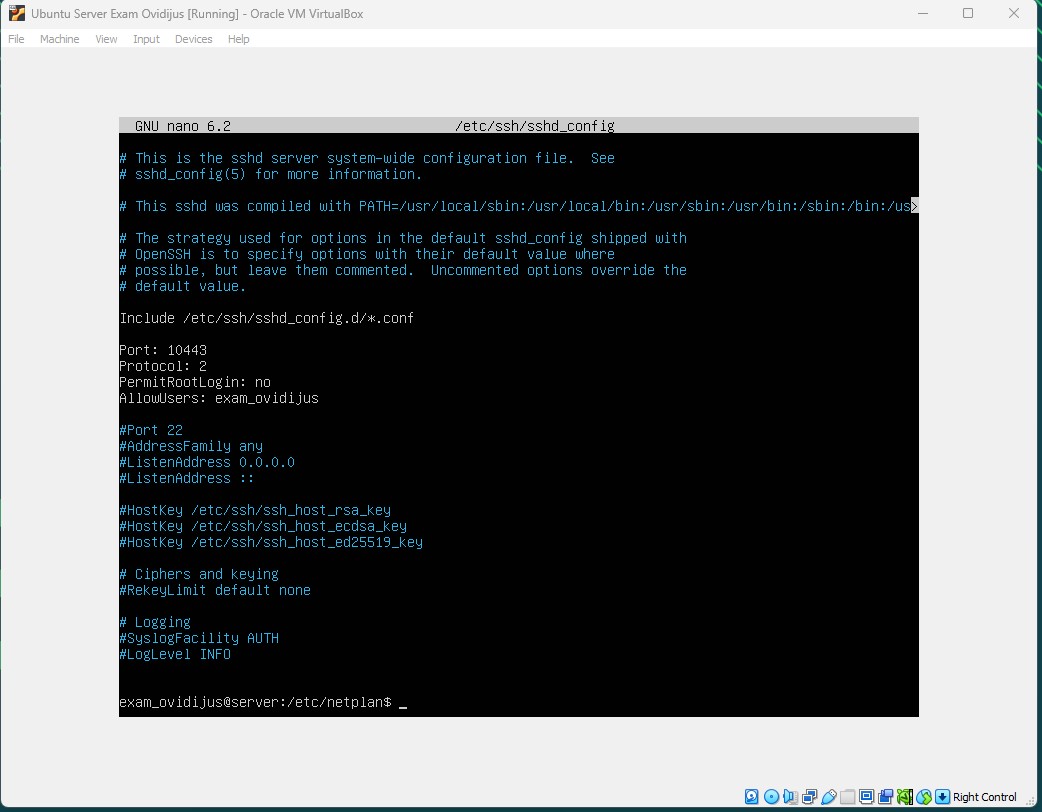 Ubuntu Server Exam Ovidijus [Running] - Oracle VM VirtualBox
File Machine View Input Devices Help
GNU nano 6.2 /etc/ssh/sshd_config
# This is the sshd server system-wide configuration file.  See
# sshd_config(5) for more information.
# This sshd was compiled with PATH=/usr/local/sbin:/usr/local/bin:/usr/sbin:/usr/bin:/sbin:/bin:/us>
# The strategy used for options in the default sshd_config shipped with
# OpenSSH is to specify options with their default value where
# possible, but leave them commented.  Uncommented options override the
# default value.
Include /etc/ssh/sshd_config.d/*.conf
Port: 10443
Protocol: 2
PermitRootLogin: no
AllowUsers: exam_ovidijus
#Port 22
#AddressFamily any
#ListenAddress 0.0.0.0
#ListenAddress ::
#HostKey /etc/ssh/ssh_host_rsa_key
#HostKey /etc/ssh/ssh_host_ecdsa_key
#HostKey /etc/ssh/ssh_host_ed25519_key
# Ciphers and keying
#RekeyLimit default none
# Logging
#SyslogFacility AUTH
#LogLevel INFO
exam_ovidijus@server:/etc/netplan$ _
Right Control